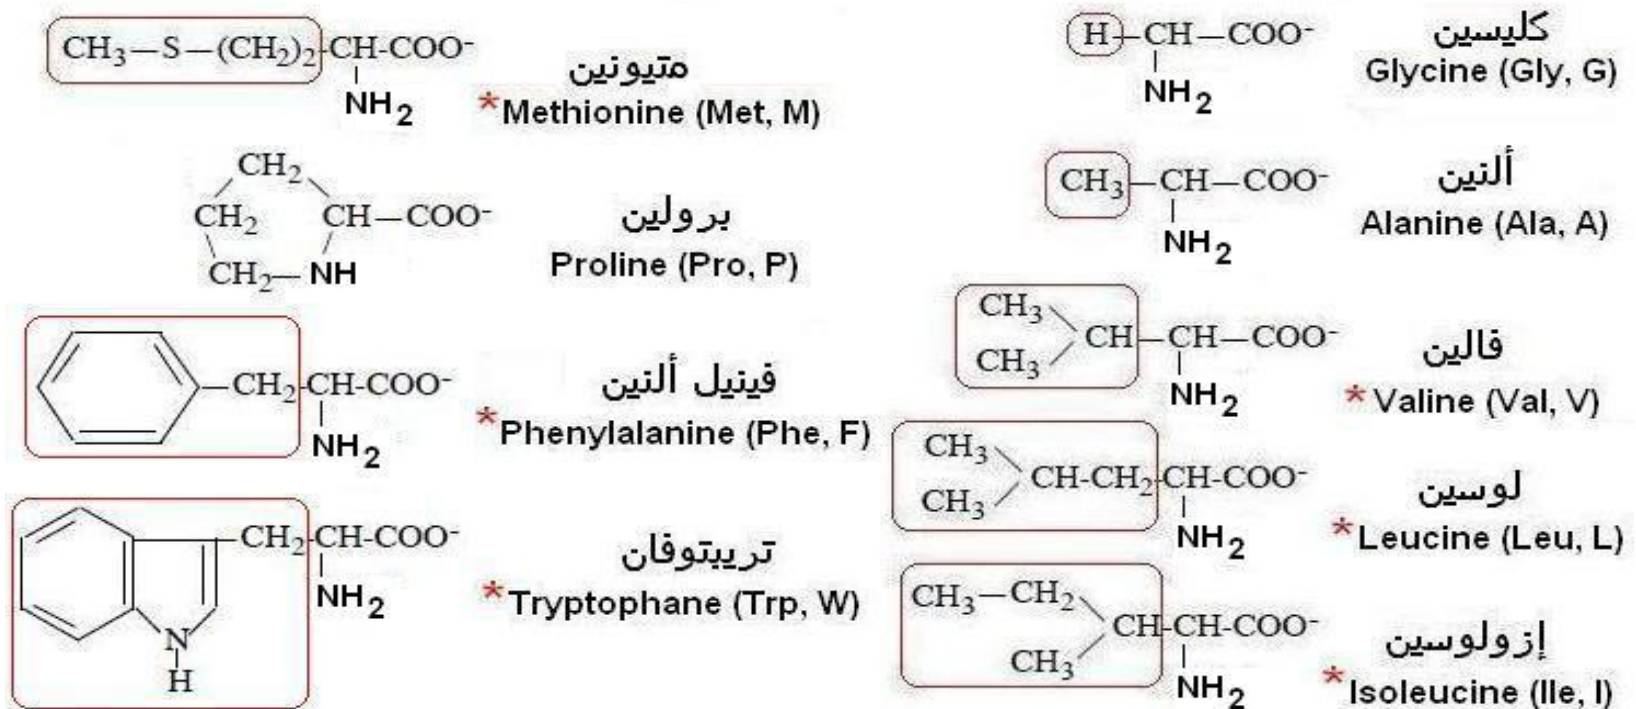 CH₃—S—(CH₂)₂-CH-COO⁻
NH₂
متيونين
*Methionine (Met, M)
CH₂
CH₂
CH—COO⁻
CH₂—NH
برولين
Proline (Pro, P)
CH₂-CH-COO⁻
NH₂
فينيل ألنين
*Phenylalanine (Phe, F)
CH₂-CH-COO⁻
NH₂
N
H
تريبتوفان
*Tryptophane (Trp, W)
H—CH—COO⁻
NH₂
كليسين
Glycine (Gly, G)
CH₃—CH—COO⁻
NH₂
ألنين
Alanine (Ala, A)
CH₃
CH—CH—COO⁻
CH₃
NH₂
فالين
*Valine (Val, V)
CH₃
CH-CH₂-CH-COO⁻
CH₃
NH₂
لوسين
*Leucine (Leu, L)
CH₃—CH₂
CH-CH-COO⁻
CH₃
NH₂
إزولوسين
*Isoleucine (Ile, I)